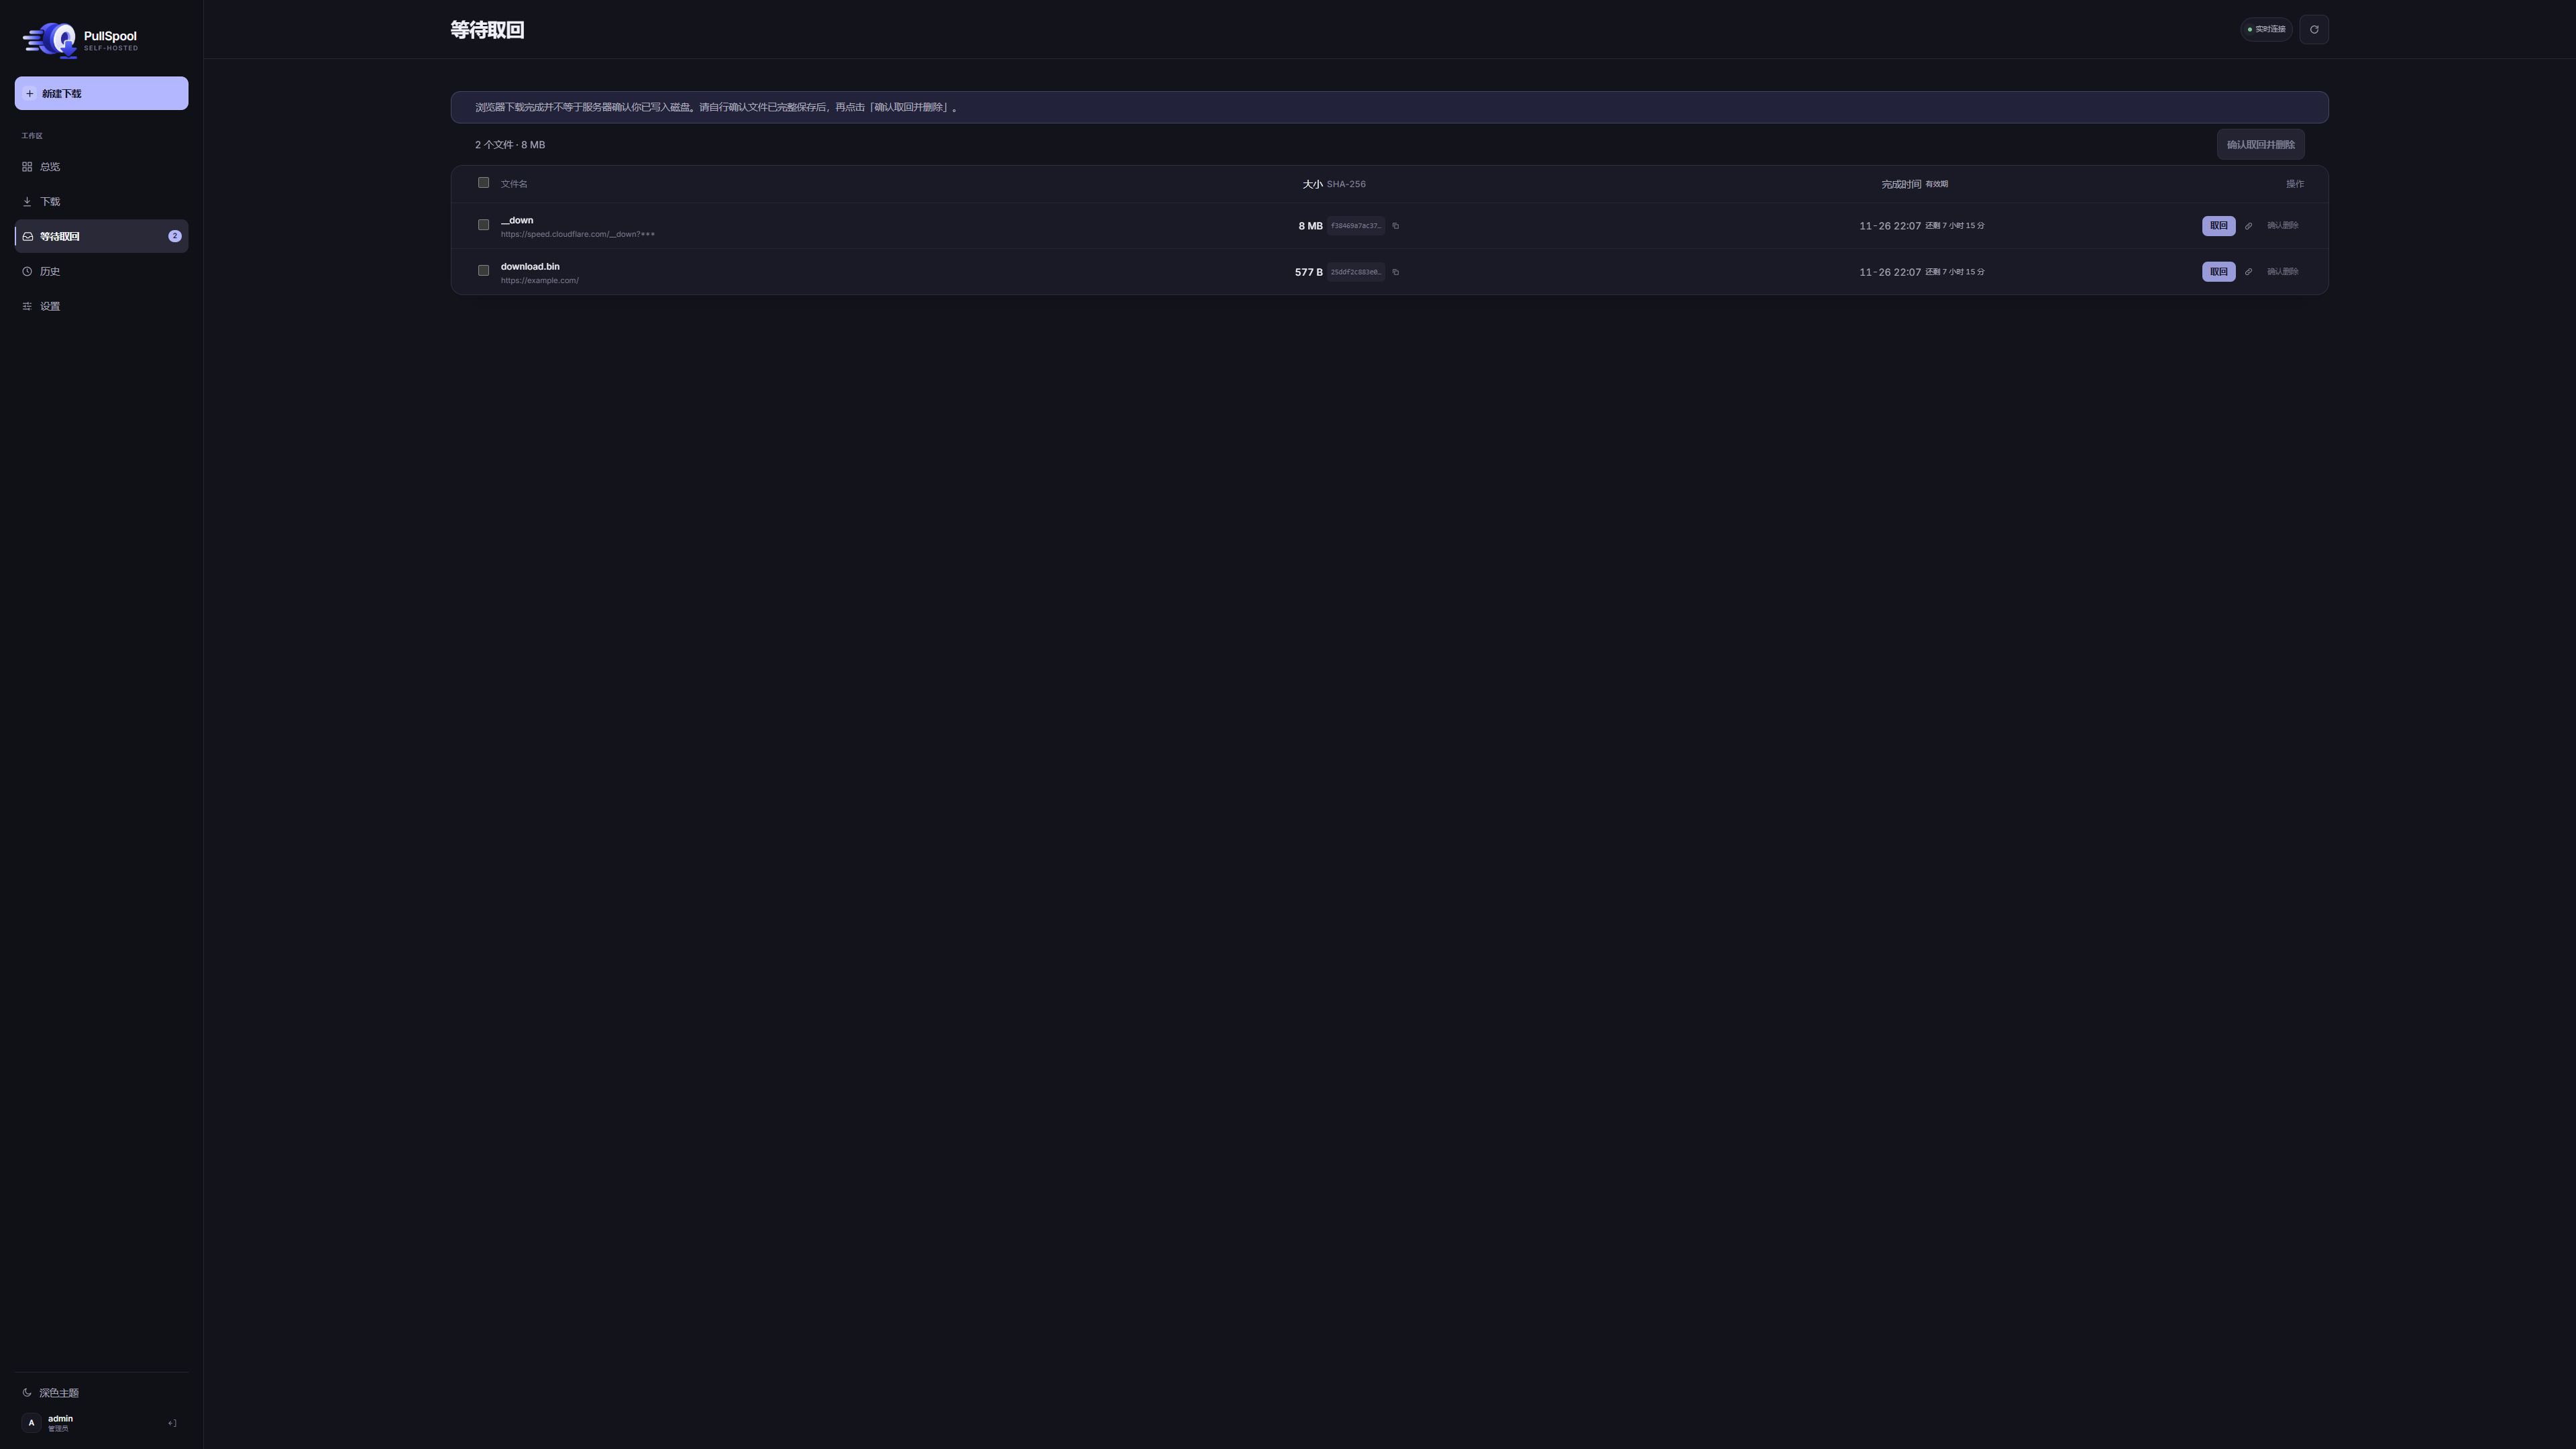 PullSpool
SELF-HOSTED
新建下载
工作区
总览
下载
等待取回 2
历史
设置
深色主题
A admin
管理员
等待取回
实时连接
浏览器下载完成并不等于服务器确认你已写入磁盘。请自行确认文件已完整保存后，再点击「确认取回并删除」。
2 个文件 · 8 MB
确认取回并删除
文件名 大小 SHA-256 完成时间 有效期 操作
__down 8 MB f38469a7ac37… 11-26 22:07 还剩 7 小时 15 分 取回 确认删除
https://speed.cloudflare.com/__down?***
download.bin 577 B 25ddf2c883e0… 11-26 22:07 还剩 7 小时 15 分 取回 确认删除
https://example.com/